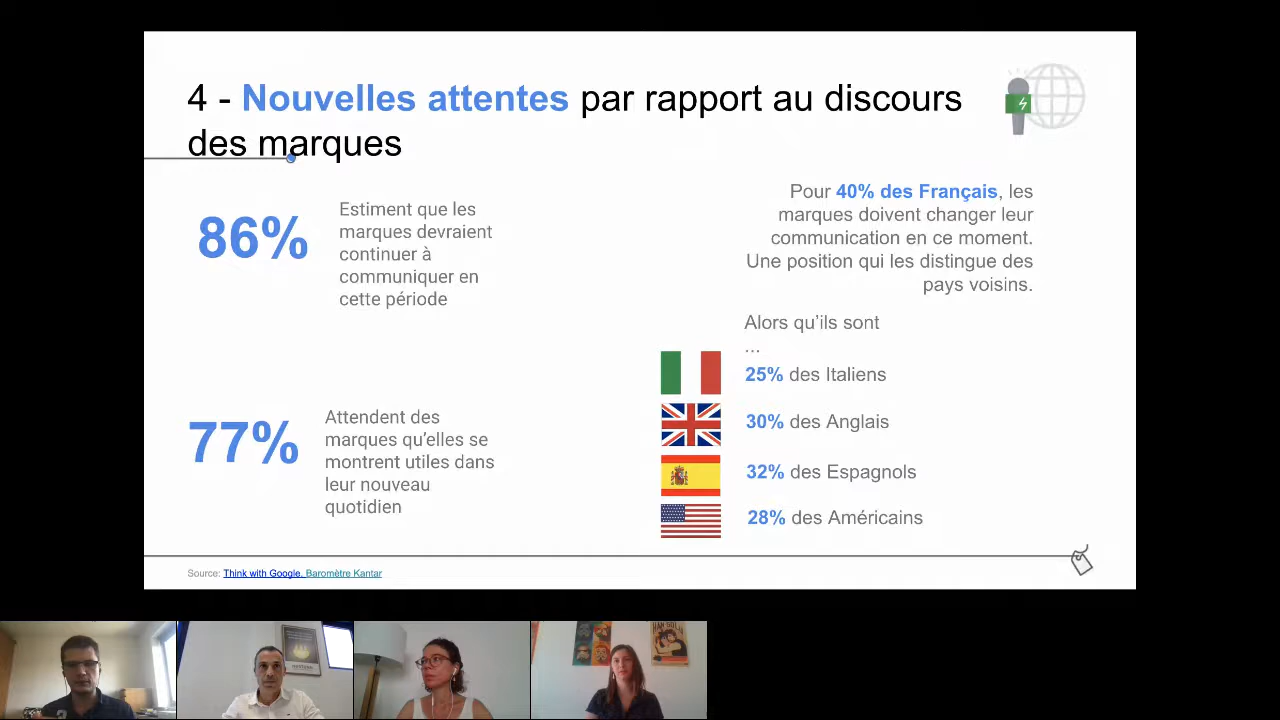 4 - Nouvelles attentes par rapport au discours
des marques
86%
Estiment que les
marques devraient
continuer à
communiquer en
cette période
77%
Attendent des
marques qu'elles se
montrent utiles dans
leur nouveau
quotidien
Pour 40% des Français, les
marques doivent changer leur
communication en ce moment.
Une position qui les distingue des
pays voisins.
Alors qu'ils sont
...
25% des Italiens
30% des Anglais
32% des Espagnols
28% des Américains
Source: Think with Google, Baromètre Kantar
HAN SOLO